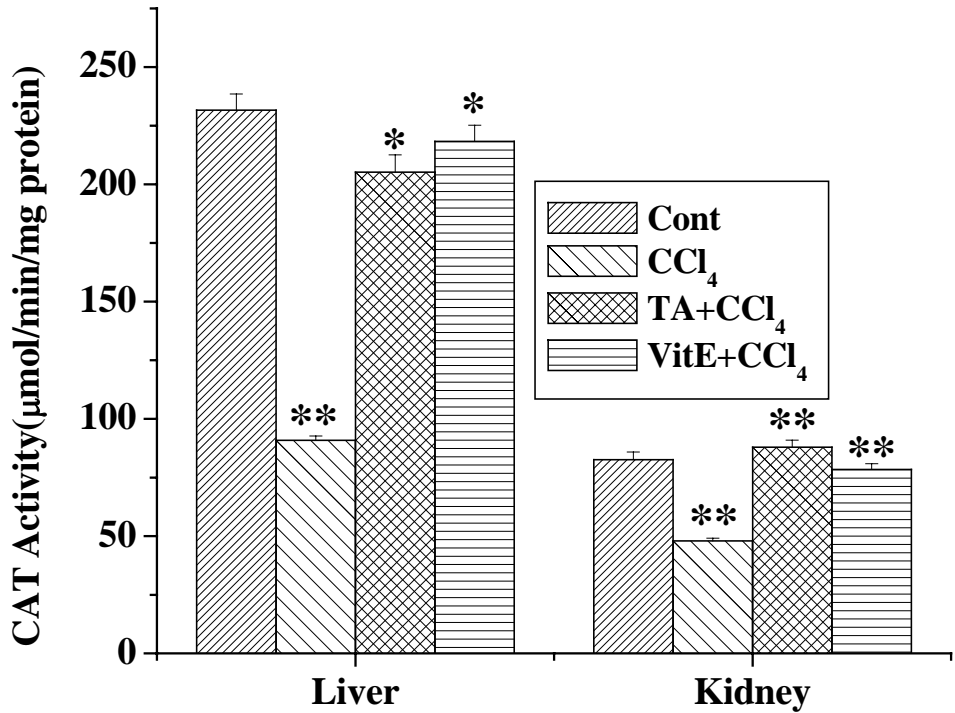 CAT Activity(μmol/min/mg protein)
250
200
150
100
50
0
**
*
*
**
**
**
Cont
CCl₄
TA+CCl₄
VitE+CCl₄
Liver
Kidney